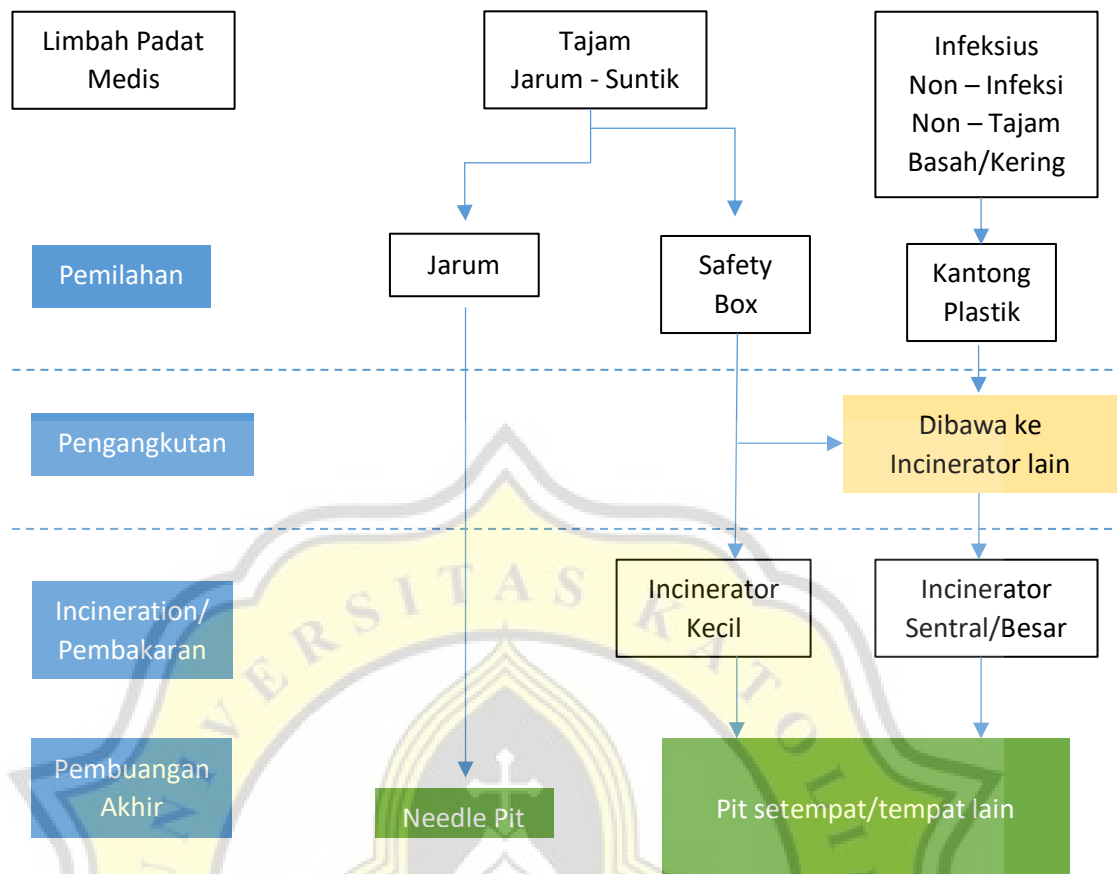 Limbah Padat
Medis
Tajam
Jarum - Suntik
Infeksius
Non – Infeksi
Non – Tajam
Basah/Kering
Pemilahan
Jarum
Safety
Box
Kantong
Plastik
Pengangkutan
Dibawa ke
Incinerator lain
Incineration/
Pembakaran
Incinerator
Kecil
Incinerator
Sentral/Besar
Pembuangan
Akhir
Needle Pit
Pit setempat/tempat lain
UNIVERSITAS KATOLI